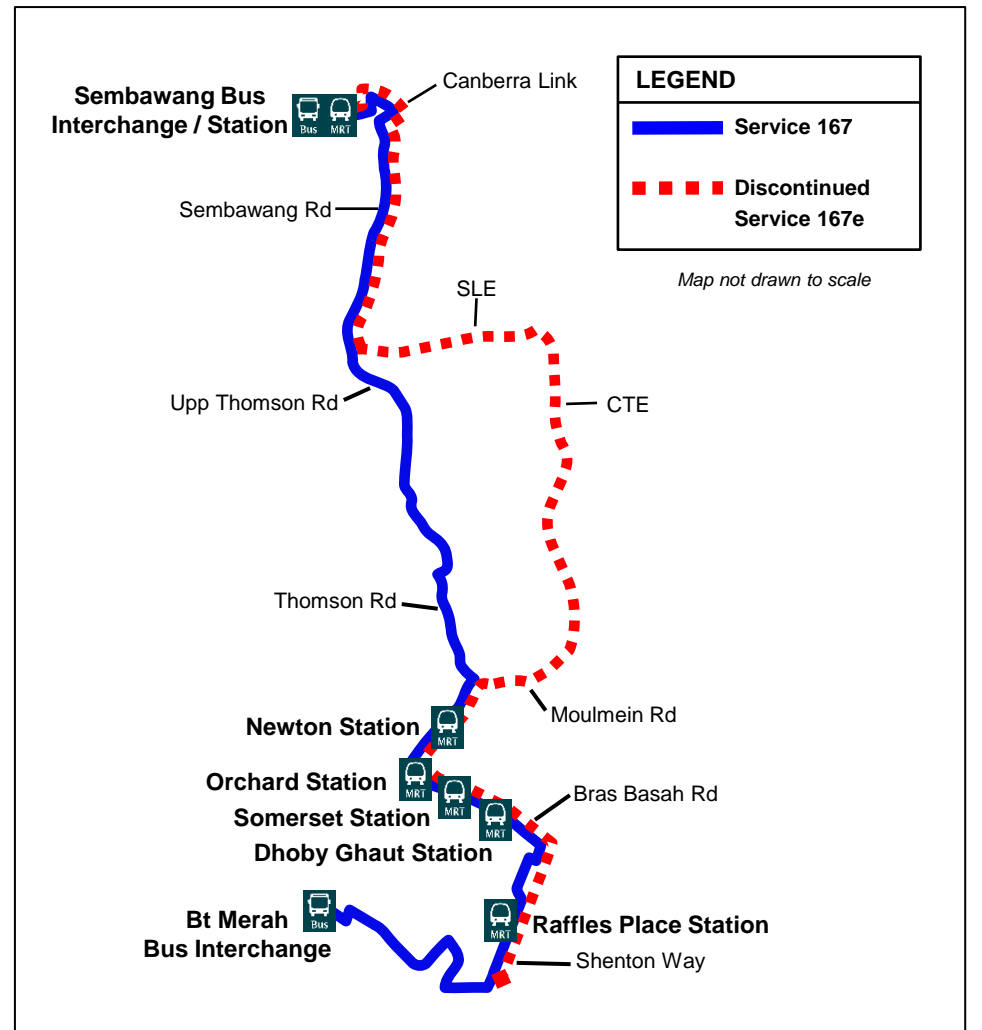 Canberra Link
Sembawang Bus
Interchange / Station
Bus
MRT
LEGEND
Service 167
Discontinued
Service 167e
Map not drawn to scale
Sembawang Rd
SLE
Upp Thomson Rd
CTE
Thomson Rd
Moulmein Rd
Newton Station
MRT
Orchard Station
MRT
Somerset Station
MRT
Bras Basah Rd
Dhoby Ghaut Station
MRT
Bt Merah
Bus Interchange
Bus
Raffles Place Station
MRT
Shenton Way